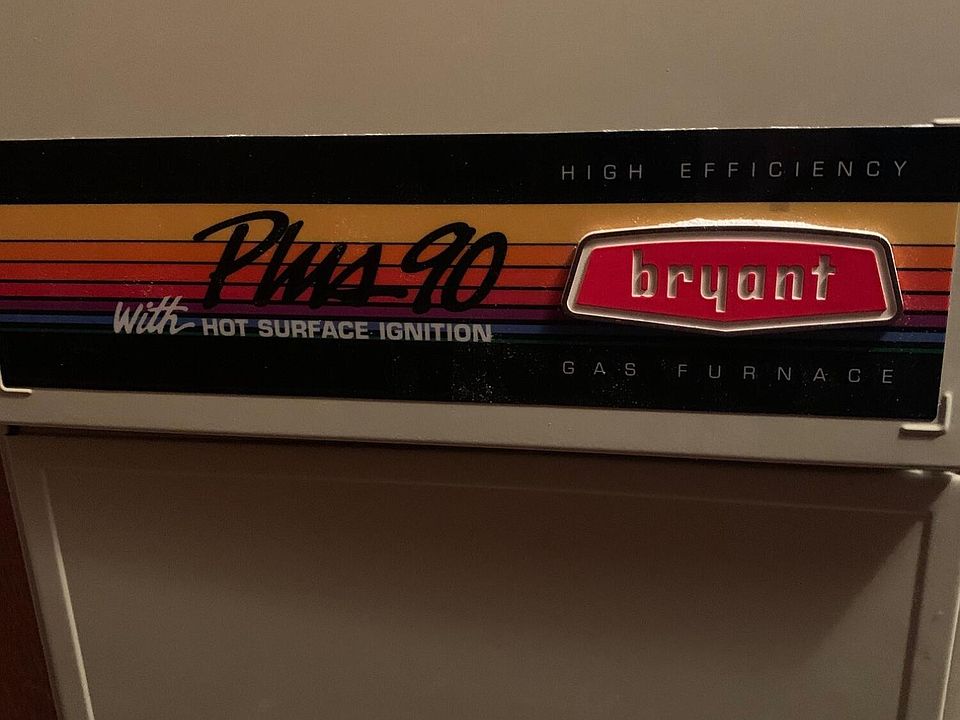 HIGH EFFICIENCY
Plus 90
With HOT SURFACE IGNITION
bryant
GAS FURNACE